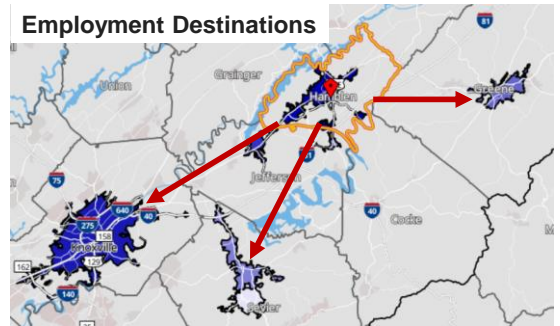 Employment Destinations
81
Grainger
Union
Hamblen
Greene
81
Jefferson
75
640
40
40
275
Cocke
158
Knoxville
129
162
Sevier
140